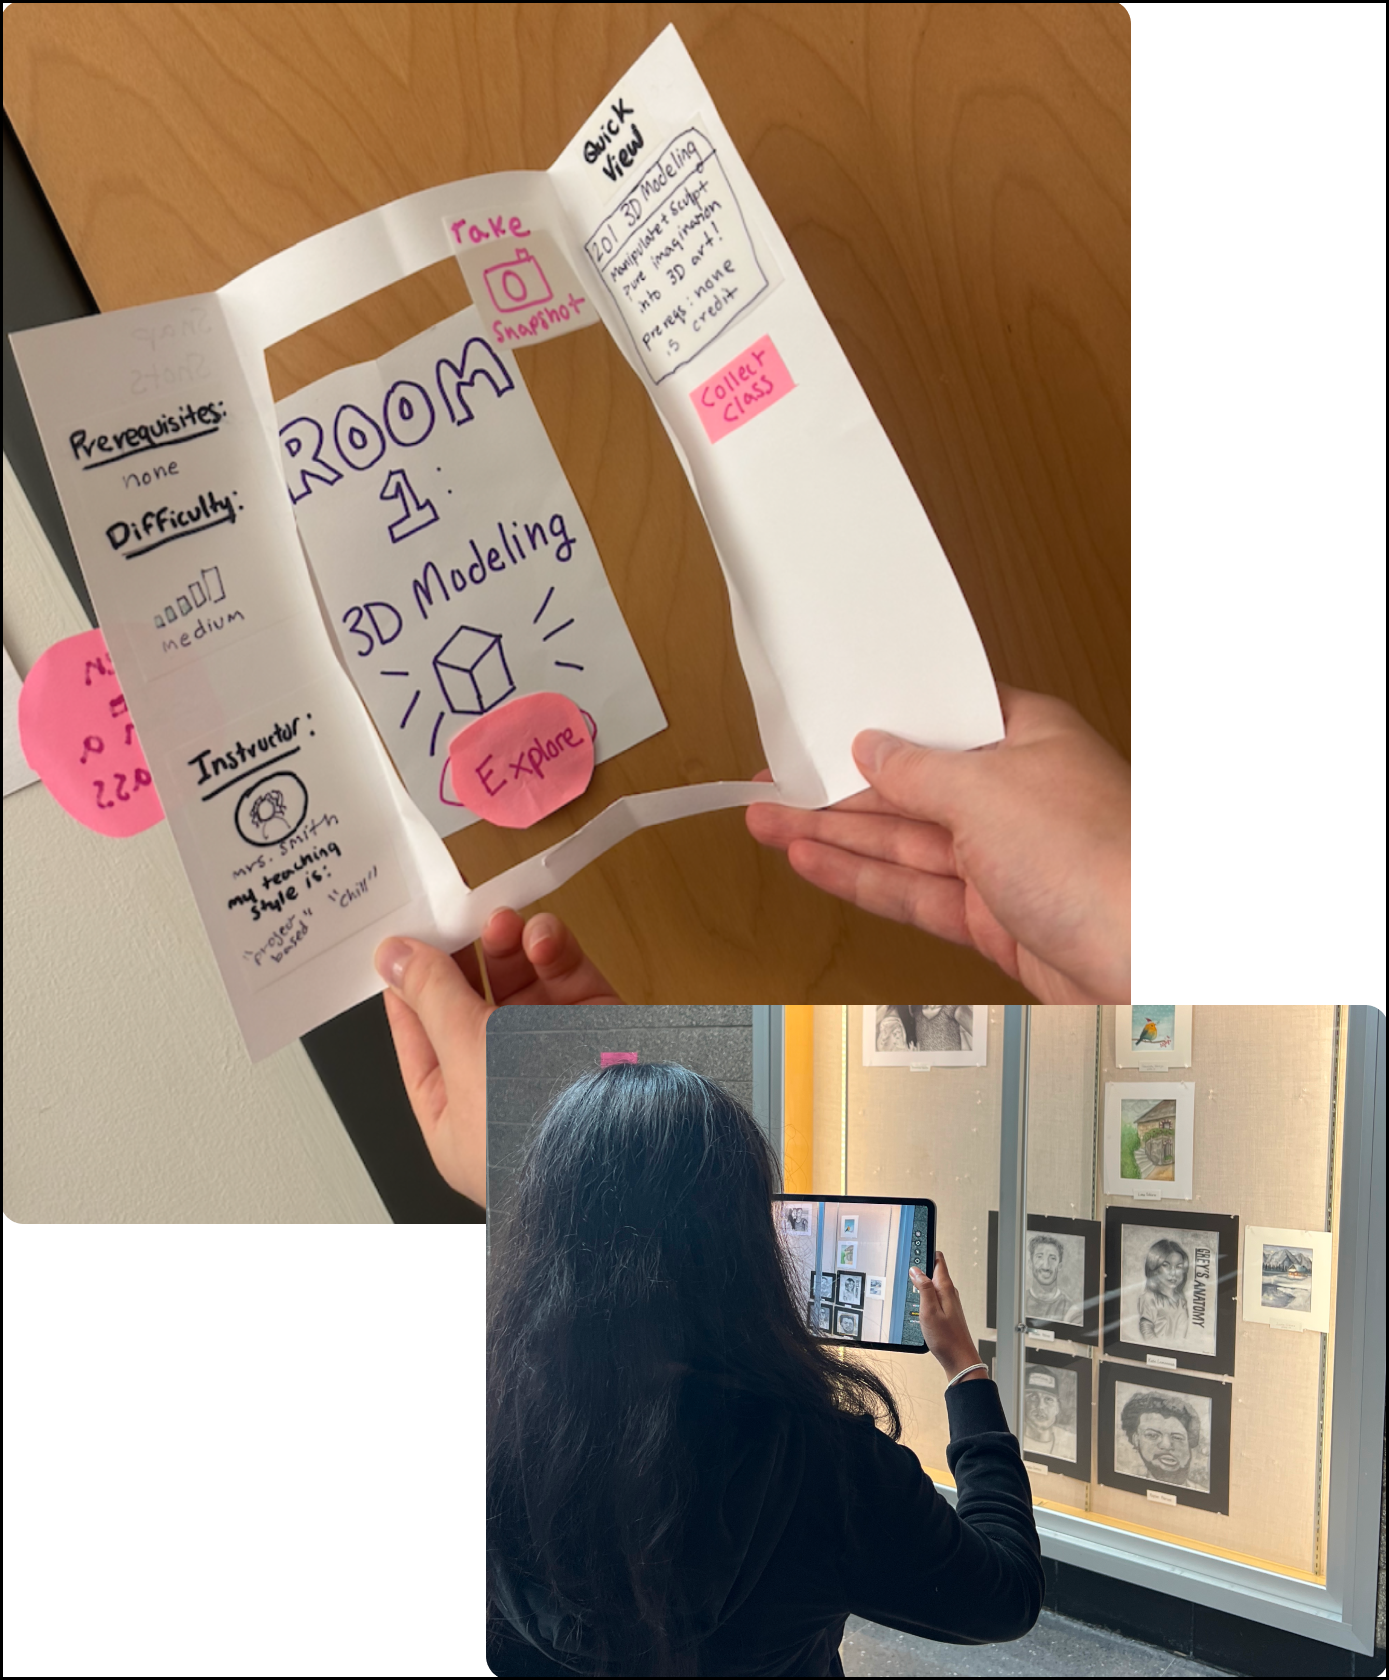 Quick
View
201 3D Modeling
Manipulate + Sculpt
Pure imagination
into 3D art!
Prereqs: none
.5 credit
Collect
Class
Take
Snapshot
Snap
Shots
Prerequisites:
none
Difficulty:
medium
Instructor:
mrs. smith
my teaching
style is:
"project
based" "chill"
ROOM
1:
3D Modeling
Explore
GREY'S ANATOMY